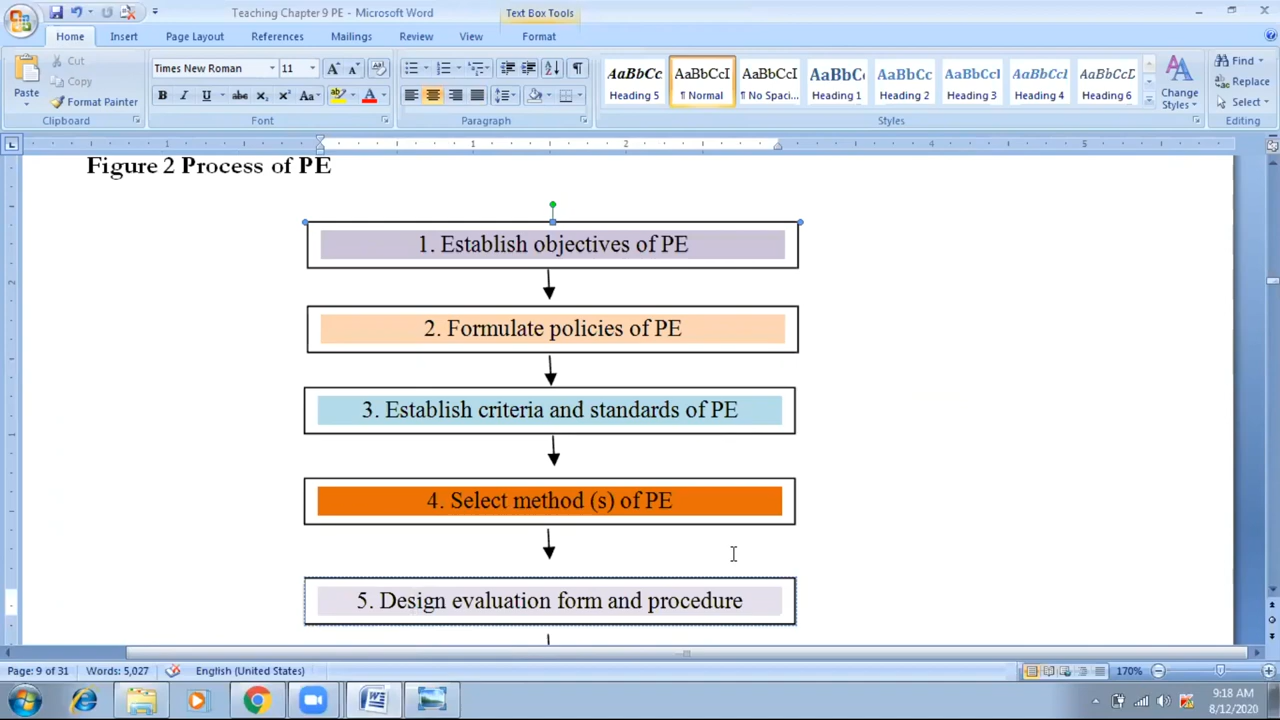 Teaching Chapter 9 PE - Microsoft Word
Text Box Tools
Home Insert Page Layout References Mailings Review View Format
Paste
Cut
Copy
Format Painter
Clipboard
Times New Roman 11
Font
Paragraph
AaBbCc AaBbCcI AaBbCcI AaBbC AaBbCc AaBbCcI AaBbCcI AaBbCcD
Heading 5 ¶ Normal ¶ No Spaci... Heading 1 Heading 2 Heading 3 Heading 4 Heading 6
Styles
Change
Styles
Find
Replace
Select
Editing
Figure 2 Process of PE
1. Establish objectives of PE
2. Formulate policies of PE
3. Establish criteria and standards of PE
4. Select method (s) of PE
5. Design evaluation form and procedure
Page: 9 of 31 Words: 5,027 English (United States) 170%
9:18 AM
8/12/2020